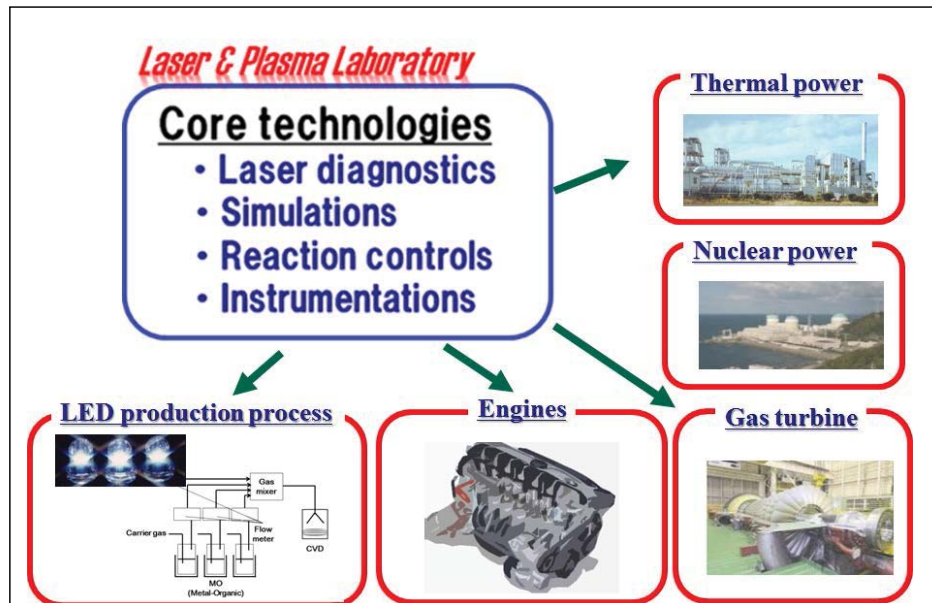 Laser & Plasma Laboratory
Core technologies
・Laser diagnostics
・Simulations
・Reaction controls
・Instrumentations
Thermal power
Nuclear power
LED production process
Gas mixer
Carrier gas
Flow meter
CVD
MO
(Metal-Organic)
Engines
Gas turbine